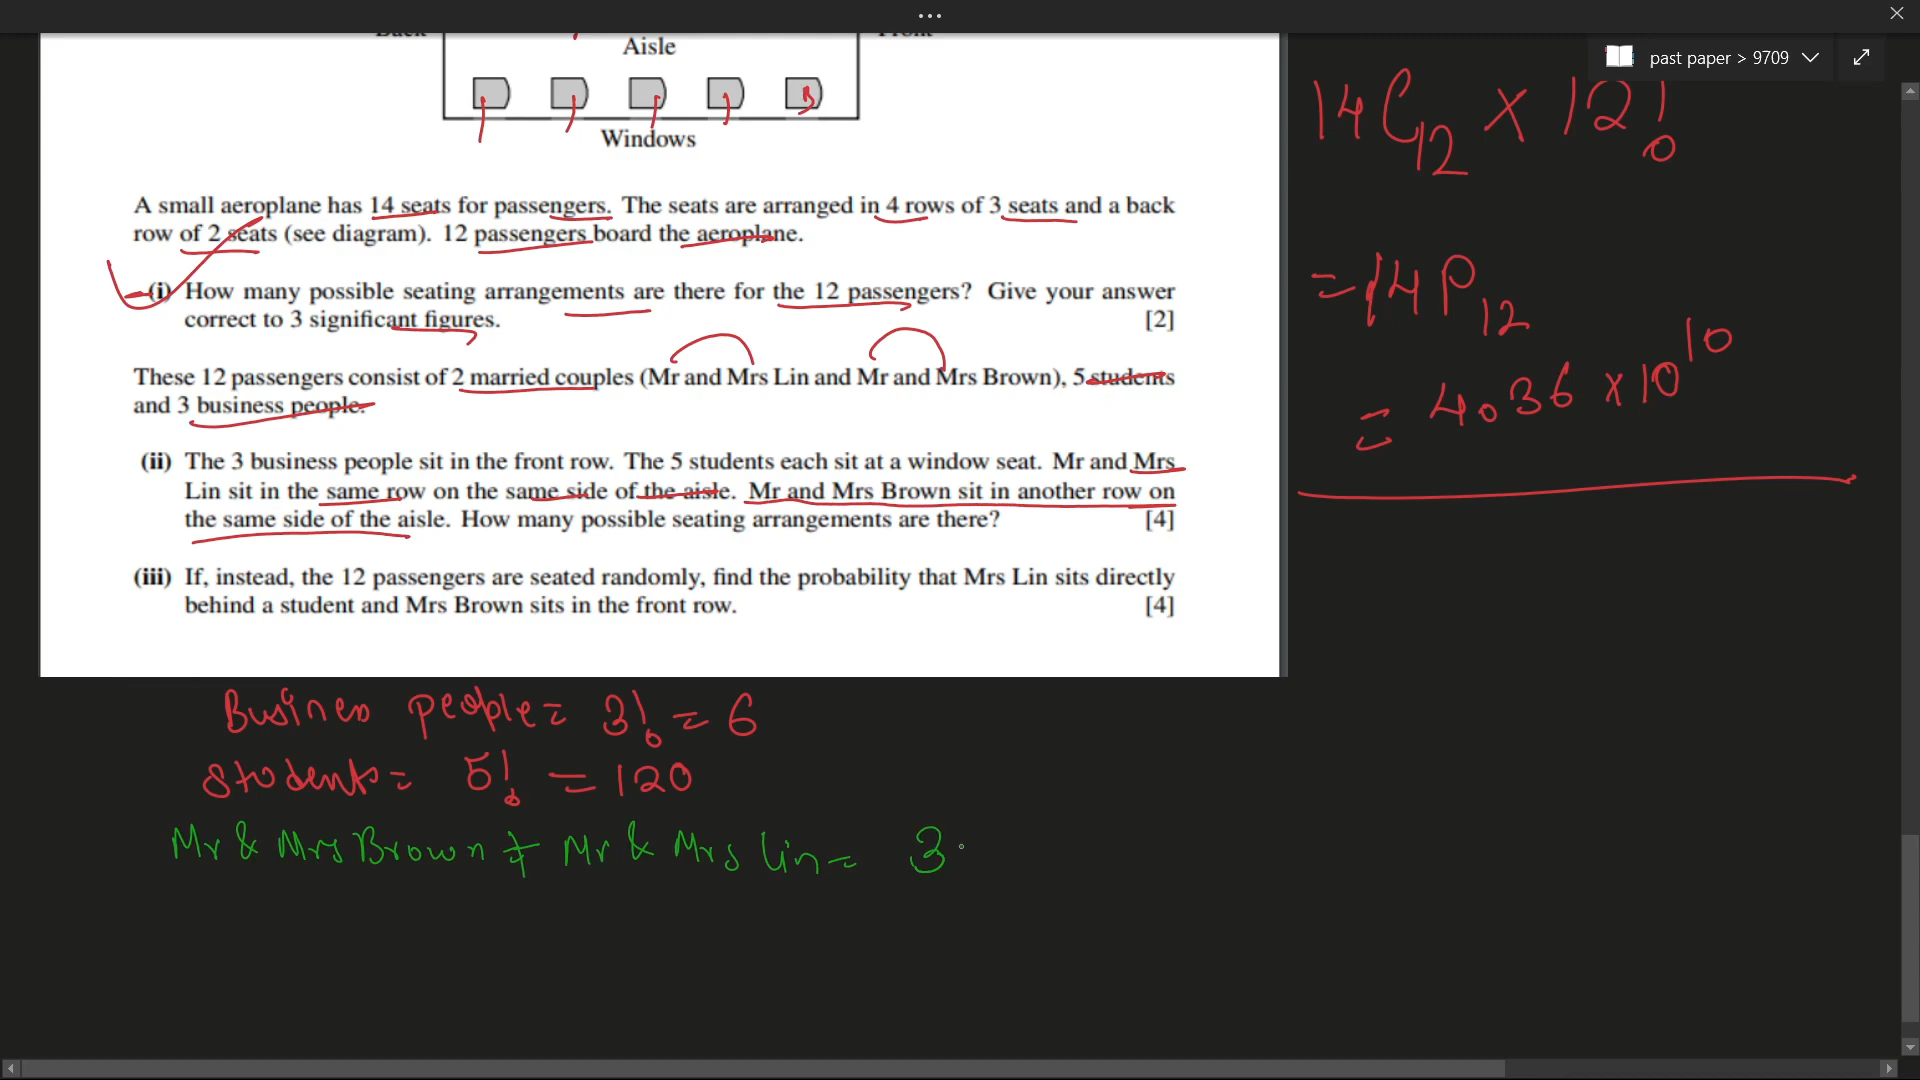 past paper > 9709
Aisle
Windows
A small aeroplane has 14 seats for passengers. The seats are arranged in 4 rows of 3 seats and a back
row of 2 seats (see diagram). 12 passengers board the aeroplane.
(i) How many possible seating arrangements are there for the 12 passengers? Give your answer
correct to 3 significant figures. [2]
These 12 passengers consist of 2 married couples (Mr and Mrs Lin and Mr and Mrs Brown), 5 students
and 3 business people.
(ii) The 3 business people sit in the front row. The 5 students each sit at a window seat. Mr and Mrs
Lin sit in the same row on the same side of the aisle. Mr and Mrs Brown sit in another row on
the same side of the aisle. How many possible seating arrangements are there? [4]
(iii) If, instead, the 12 passengers are seated randomly, find the probability that Mrs Lin sits directly
behind a student and Mrs Brown sits in the front row. [4]
14C12 × 12!
= 14P12
= 4.36 × 10^10
Business people = 3! = 6
Students = 5! = 120
Mr & Mrs Brown + Mr & Mrs Lin = 3